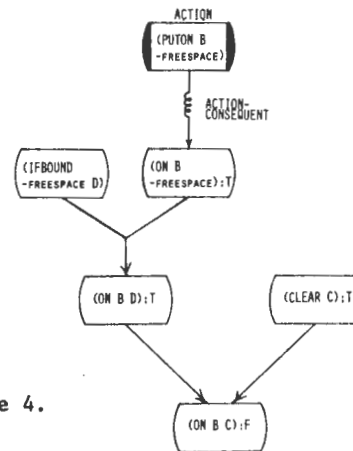 ACTION
(PUTON B
-FREESPACE)
ACTION-
CONSEQUENT
(IFBOUND
-FREESPACE D)
(ON B
-FREESPACE):T
(ON B D):T
(CLEAR C):T
e 4.
(ON B C):F